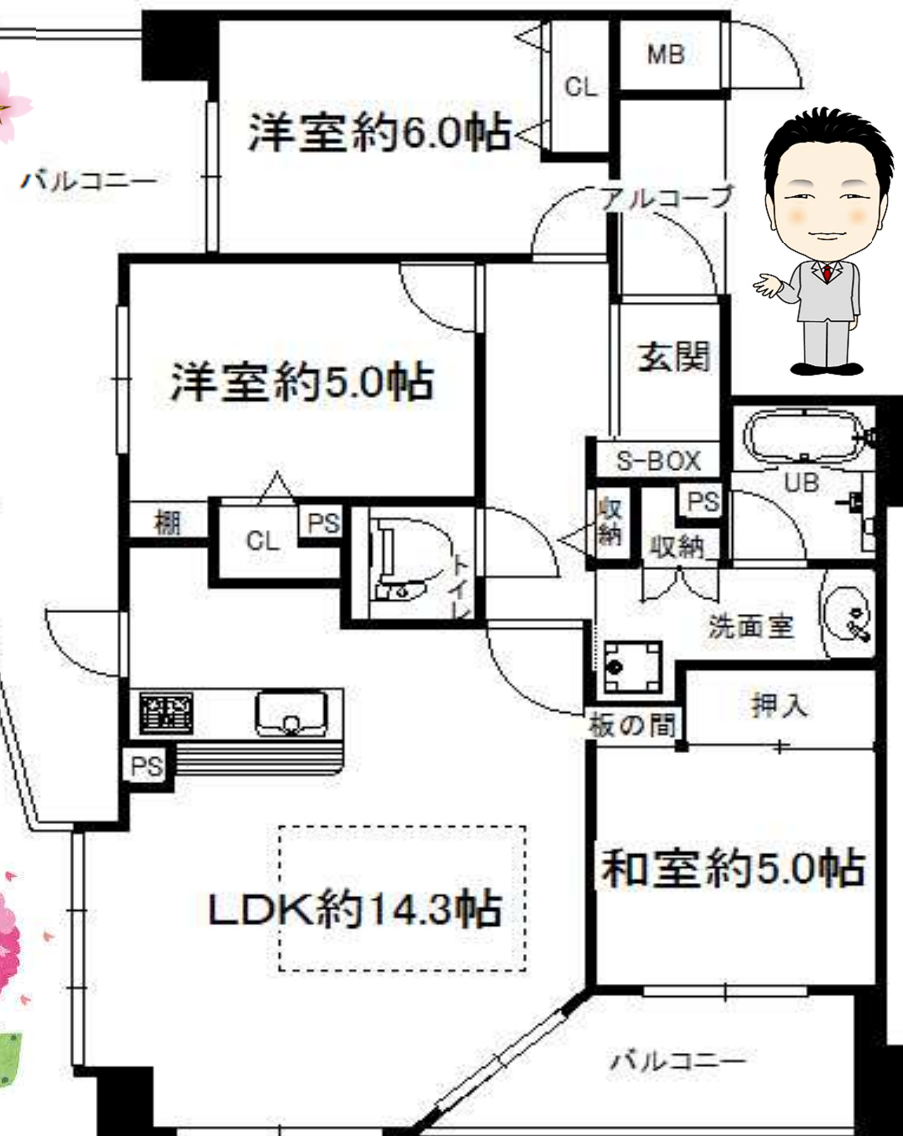 MB
CL
洋室約6.0帖
バルコニー
アルコーブ
玄関
洋室約5.0帖
S-BOX
UB
棚
CL
PS
収納
PS
収納
トイレ
洗面室
押入
板の間
PS
和室約5.0帖
LDK約14.3帖
バルコニー